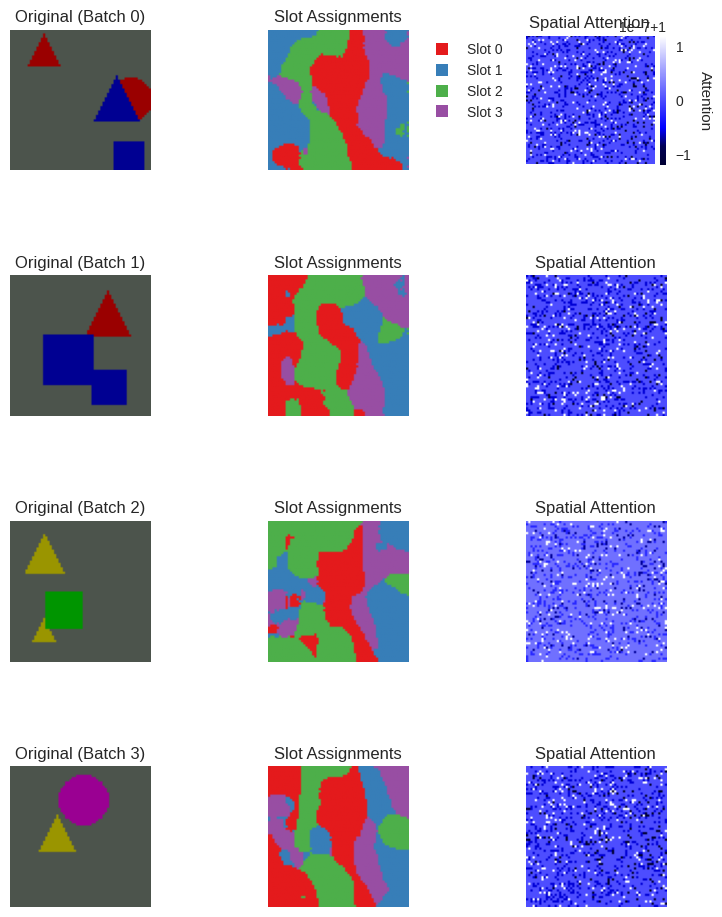 Original (Batch 0)
Slot Assignments
Slot 0
Slot 1
Slot 2
Slot 3
Spatial Attention
1e−7+1
1
0
−1
Attention
Original (Batch 1)
Slot Assignments
Spatial Attention
Original (Batch 2)
Slot Assignments
Spatial Attention
Original (Batch 3)
Slot Assignments
Spatial Attention